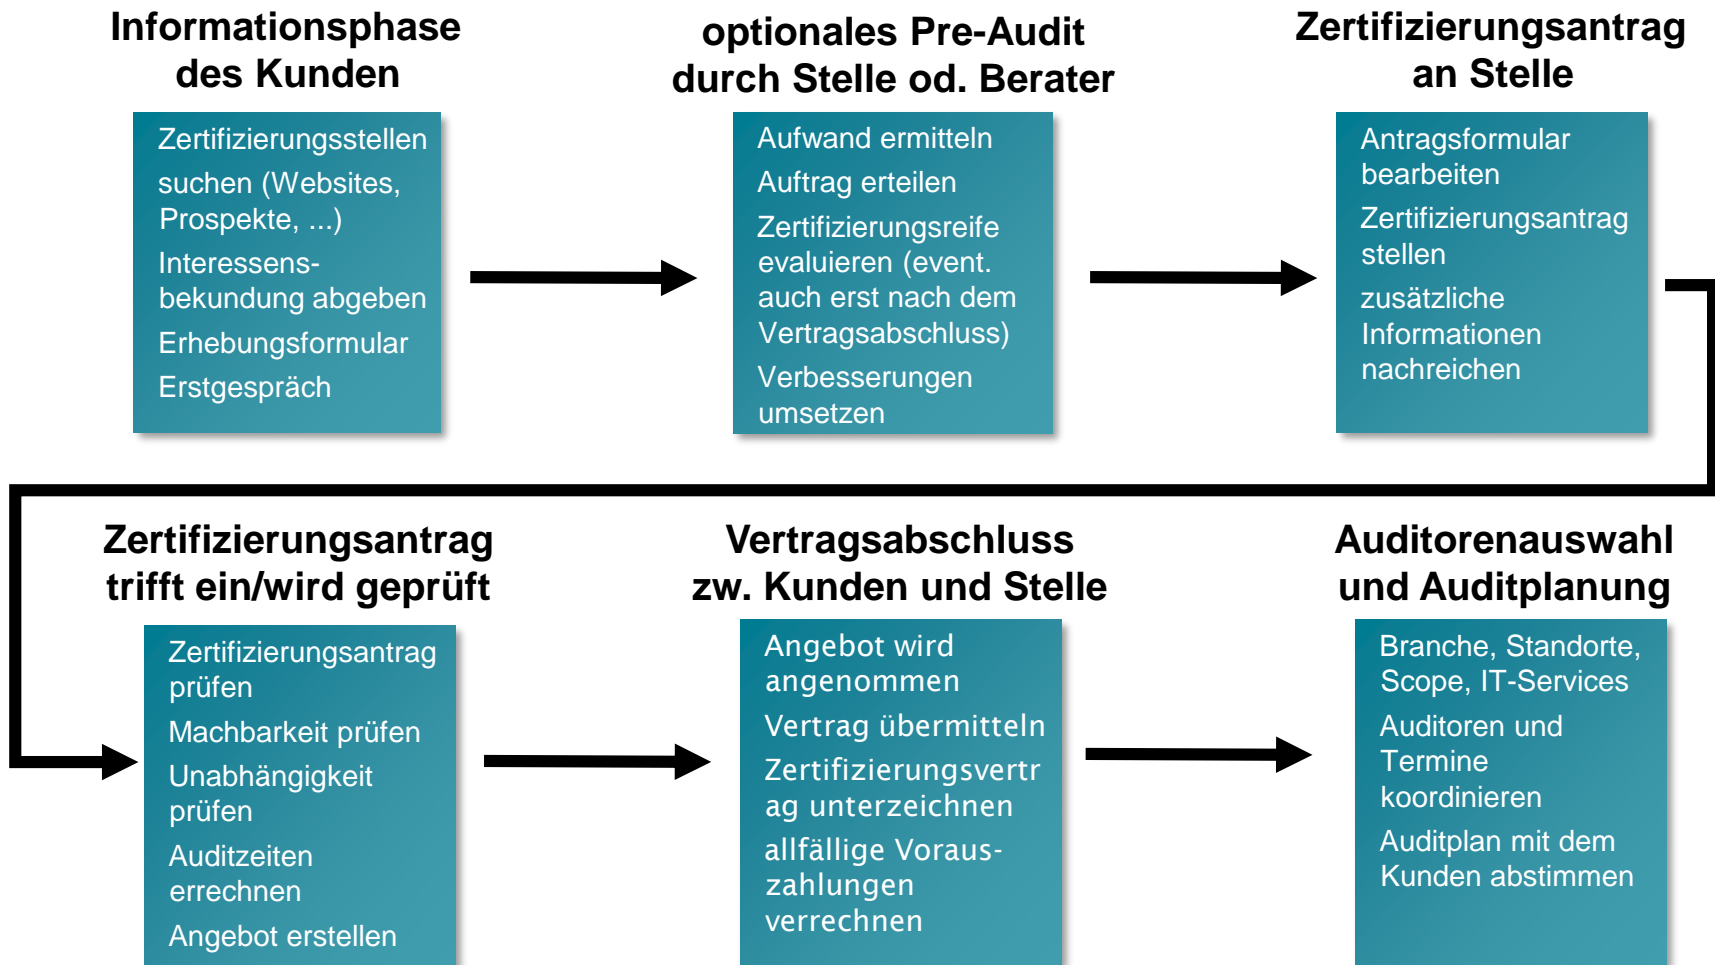 Informationsphase
des Kunden
optionales Pre-Audit
durch Stelle od. Berater
Zertifizierungsantrag
an Stelle
Zertifizierungsstellen
suchen (Websites,
Prospekte, ...)
Interessens-
bekundung abgeben
Erhebungsformular
Erstgespräch
Aufwand ermitteln
Auftrag erteilen
Zertifizierungsreife
evaluieren (event.
auch erst nach dem
Vertragsabschluss)
Verbesserungen
umsetzen
Antragsformular
bearbeiten
Zertifizierungsantrag
stellen
zusätzliche
Informationen
nachreichen
Zertifizierungsantrag
trifft ein/wird geprüft
Vertragsabschluss
zw. Kunden und Stelle
Auditorenauswahl
und Auditplanung
Zertifizierungsantrag
prüfen
Machbarkeit prüfen
Unabhängigkeit
prüfen
Auditzeiten
errechnen
Angebot erstellen
Angebot wird
angenommen
Vertrag übermitteln
Zertifizierungsvertr
ag unterzeichnen
allfällige Voraus-
zahlungen
verrechnen
Branche, Standorte,
Scope, IT-Services
Auditoren und
Termine
koordinieren
Auditplan mit dem
Kunden abstimmen